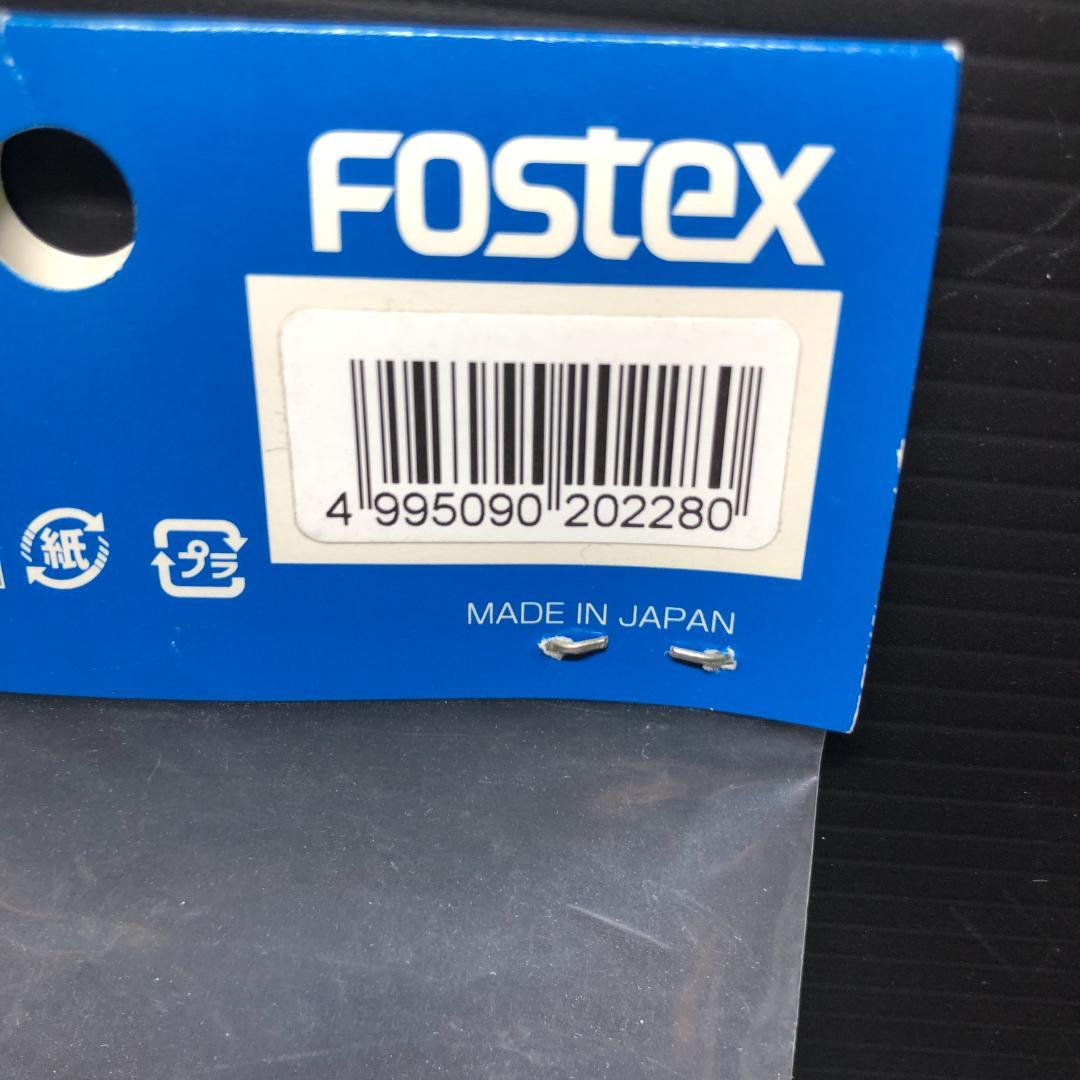 FOSTEX
4 995090 202280
紙
プラ
MADE IN JAPAN